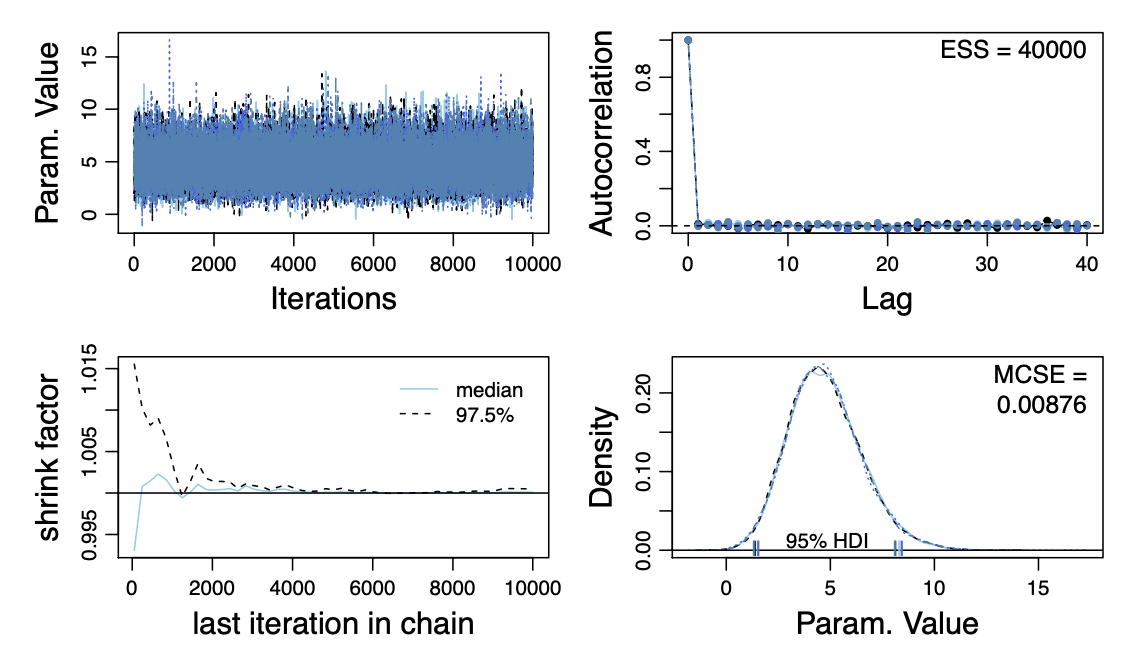 Param. Value
15
10
5
0
0 2000 4000 6000 8000 10000
Iterations
Autocorrelation
0.8
0.4
0.0
ESS = 40000
0 10 20 30 40
Lag
shrink factor
1.015
1.005
0.995
median
97.5%
0 2000 4000 6000 8000 10000
last iteration in chain
Density
0.20
0.10
0.00
MCSE =
0.00876
95% HDI
0 5 10 15
Param. Value